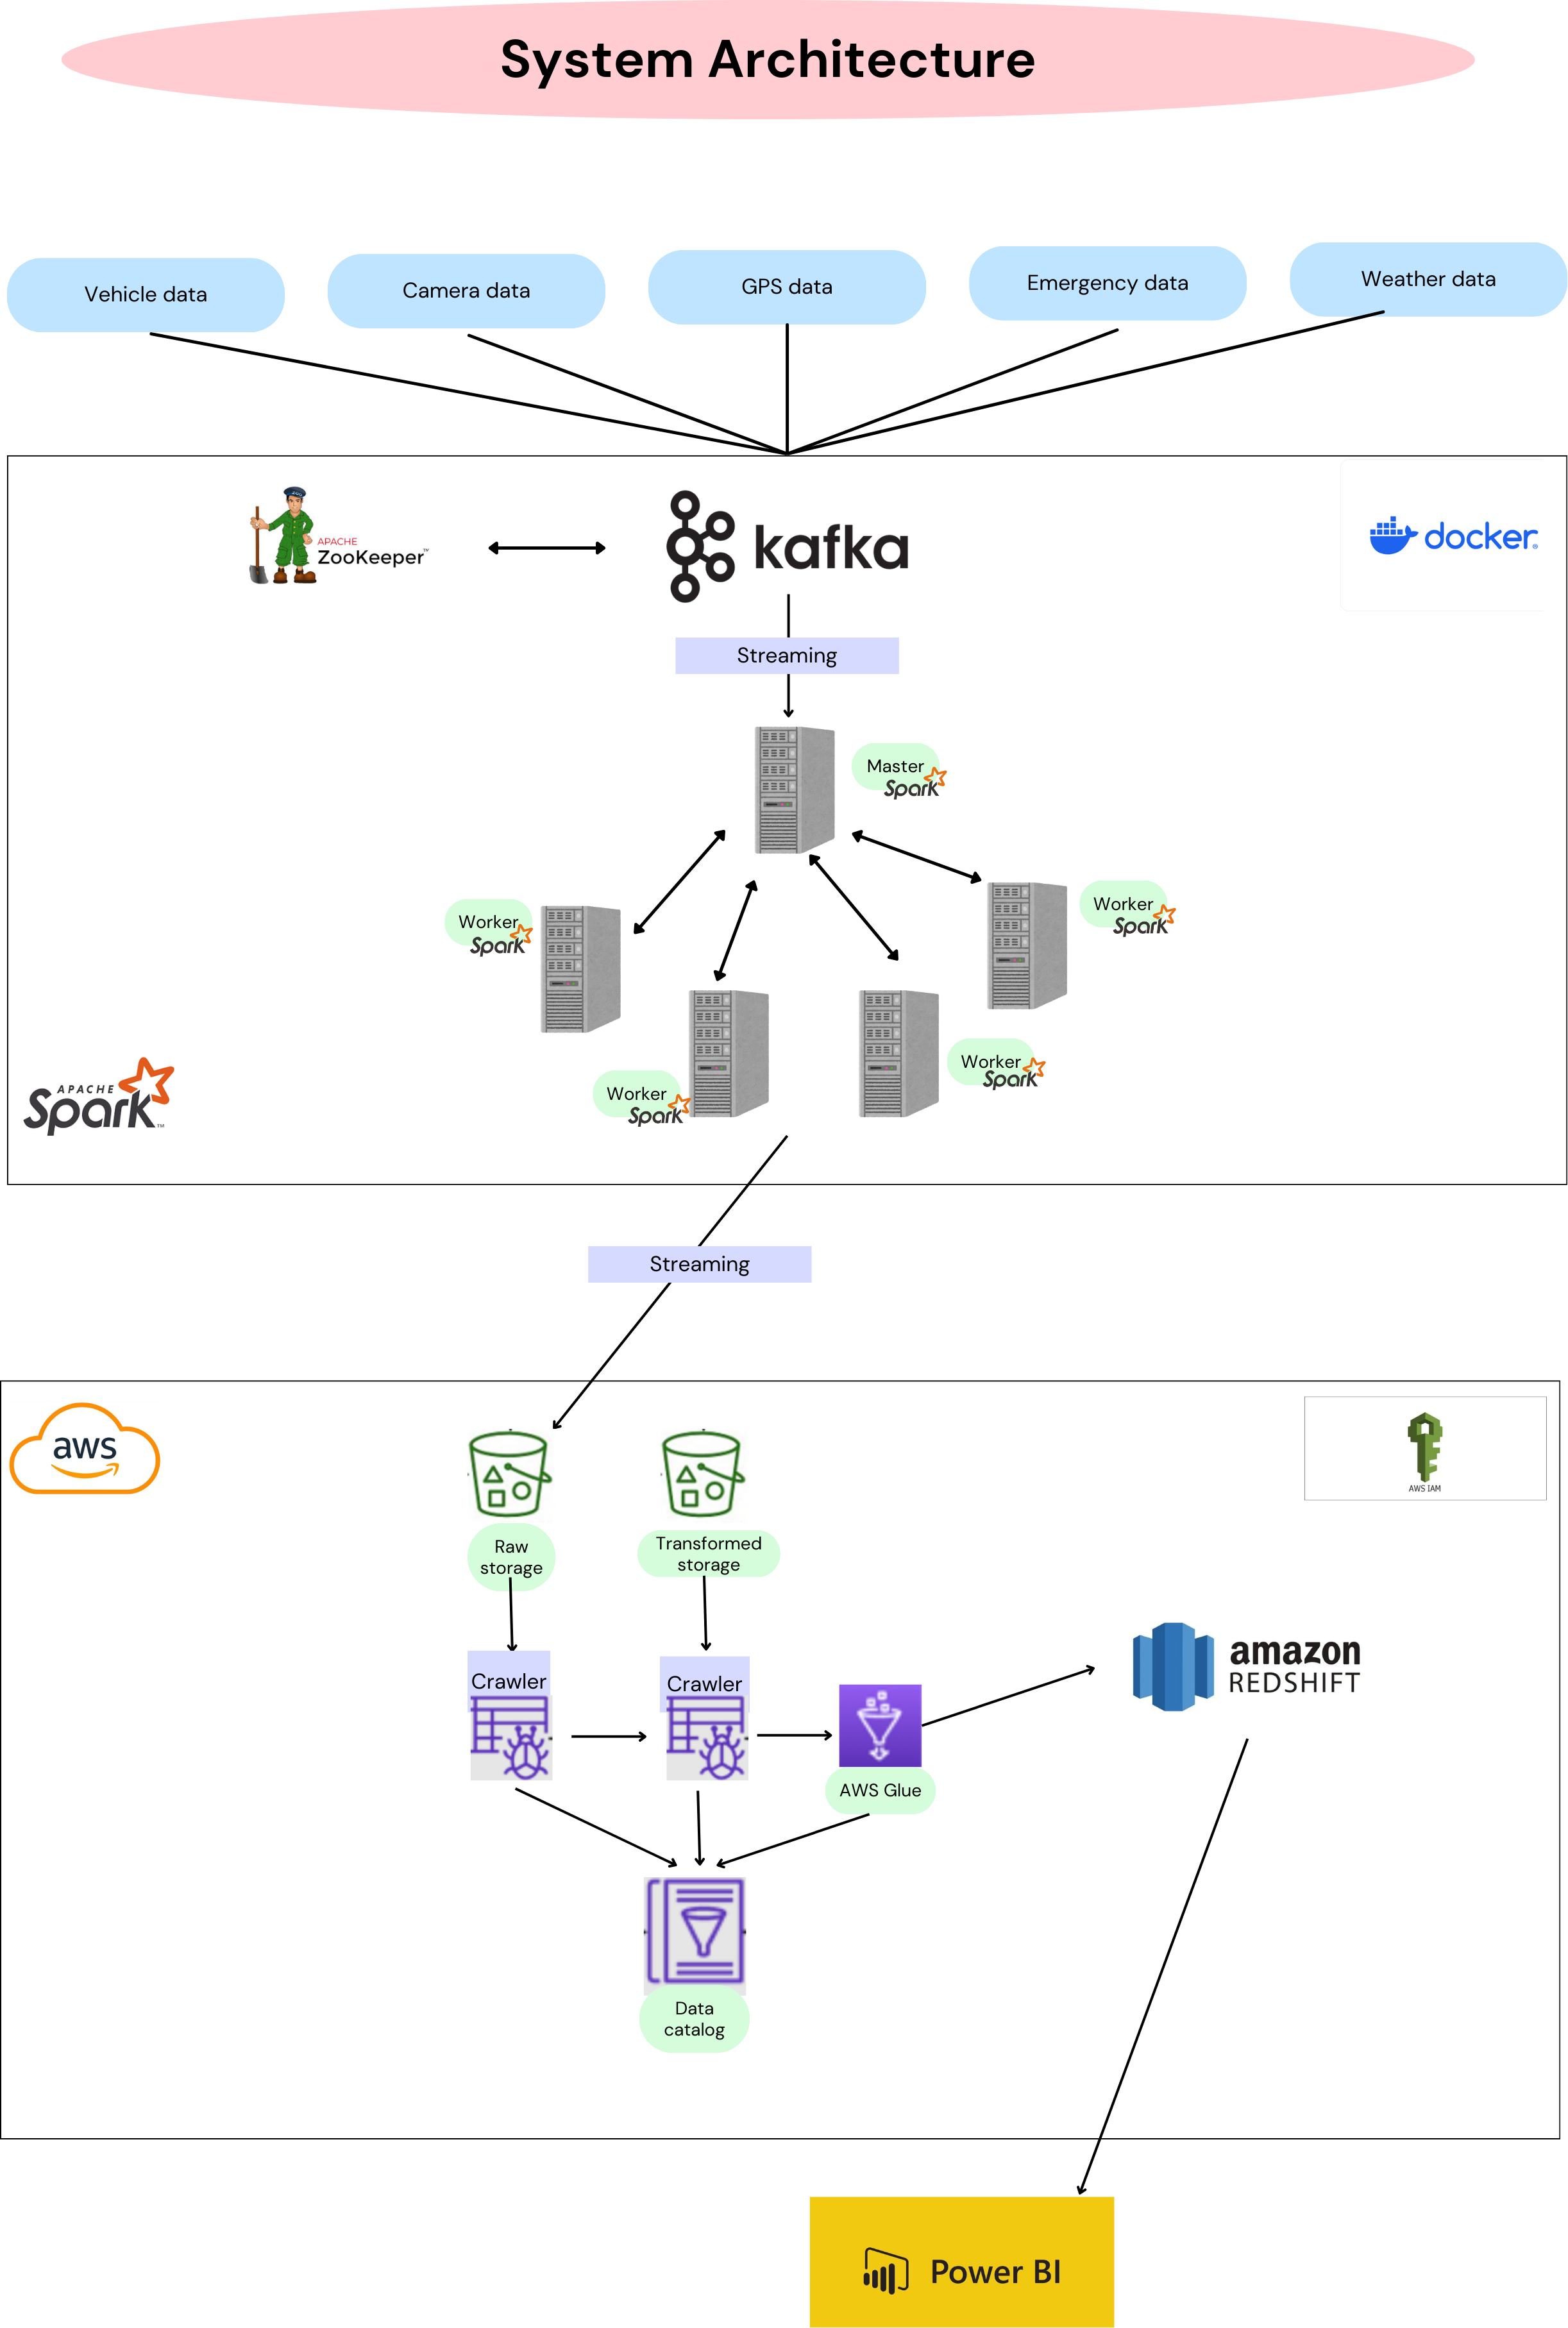 System Architecture
Vehicle data
Camera data
GPS data
Emergency data
Weather data
APACHE
ZooKeeper™
kafka
docker®
Streaming
Master
Spark
Worker
Spark
Worker
Spark
Worker
Spark
Worker
Spark
APACHE
Spark™
Streaming
aws
AWS IAM
Raw
storage
Transformed
storage
Crawler
Crawler
amazon
REDSHIFT
AWS Glue
Data
catalog
Power BI